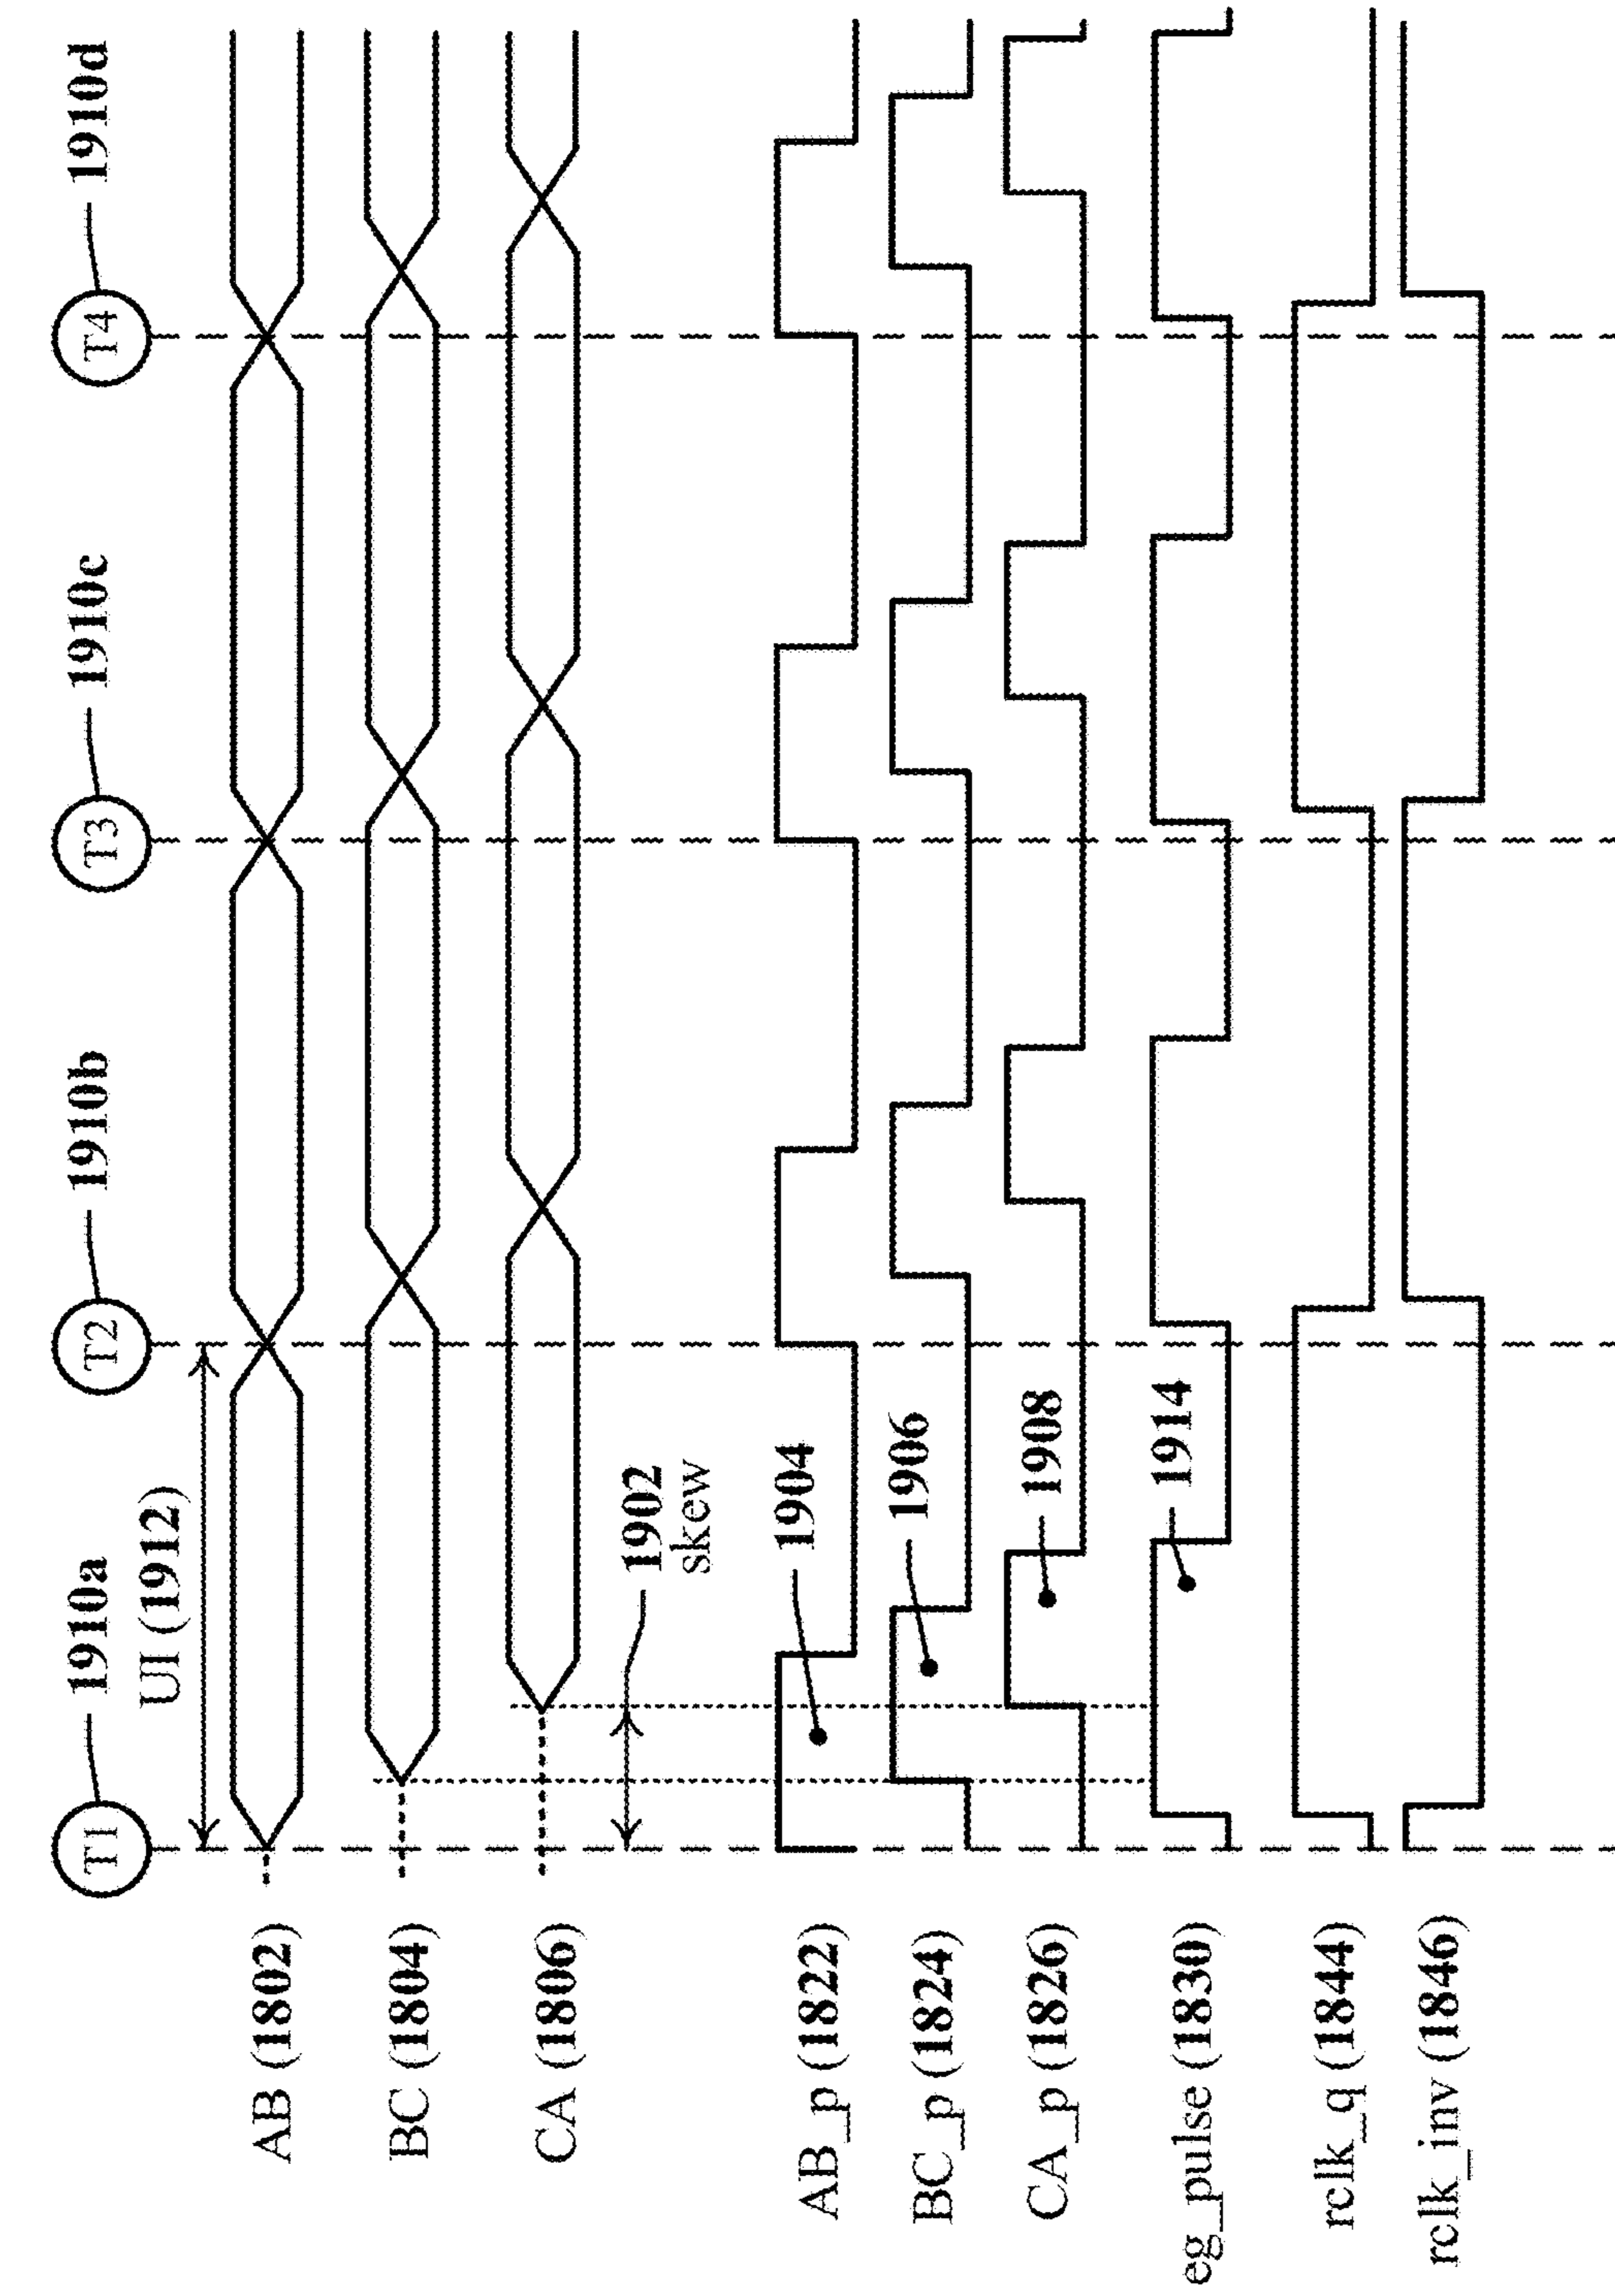 T1
1910a
T2
1910b
T3
1910c
T4
1910d
UI (1912)
AB (1802)
BC (1804)
CA (1806)
1902
skew
AB_p (1822)
1904
BC_p (1824)
1906
CA_p (1826)
1908
eg_pulse (1830)
1914
rclk_q (1844)
rclk_inv (1846)